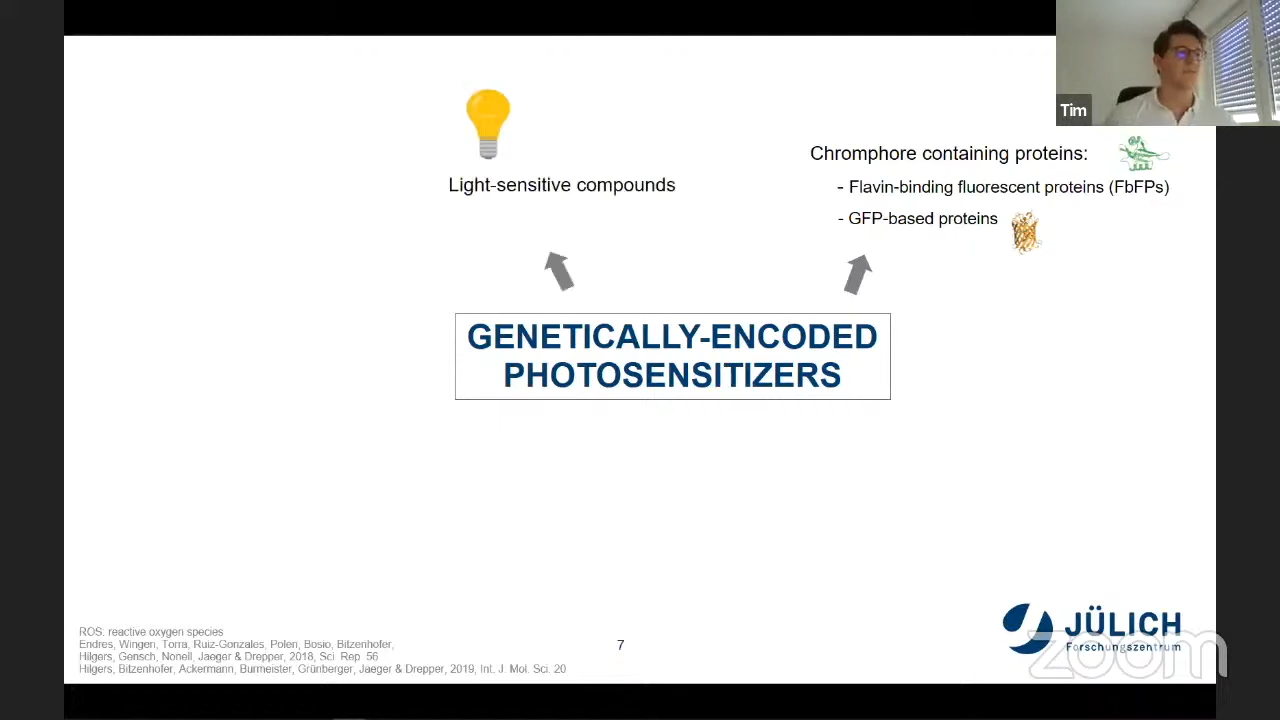 Tim
Light-sensitive compounds
Chromphore containing proteins:
- Flavin-binding fluorescent proteins (FbFPs)
- GFP-based proteins
GENETICALLY-ENCODED
PHOTOSENSITIZERS
ROS: reactive oxygen species
Endres, Wingen, Torra, Ruiz-Gonzales, Polen, Bosio, Bitzenhofer,
Hilgers, Gensch, Nonell, Jaeger & Drepper, 2018, Sci. Rep. 56
Hilgers, Bitzenhofer, Ackermann, Burmeister, Grünberger, Jaeger & Drepper, 2019, Int. J. Mol. Sci. 20
7
JÜLICH
Forschungszentrum
zoom